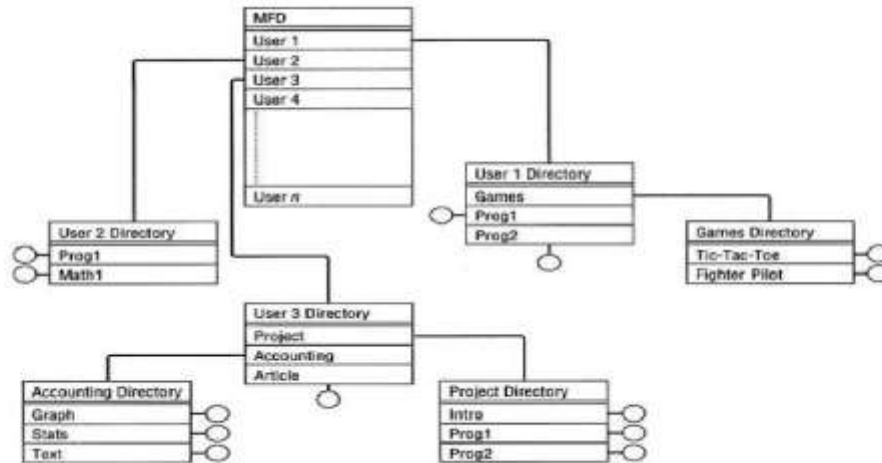 MFD
User 1
User 2
User 3
User 4
User n
User 1 Directory
Games
Prog1
Prog2
User 2 Directory
Prog1
Math1
Games Directory
Tic-Tac-Toe
Fighter Pilot
User 3 Directory
Project
Accounting
Article
Accounting Directory
Graph
Stats
Text
Project Directory
Intro
Prog1
Prog2